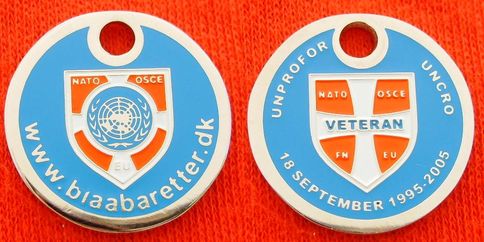 NATO OSCE
EU
www.blaabaretter.dk
UNPROFOR UNCRO
NATO OSCE
VETERAN
FN EU
18 SEPTEMBER 1995-2005